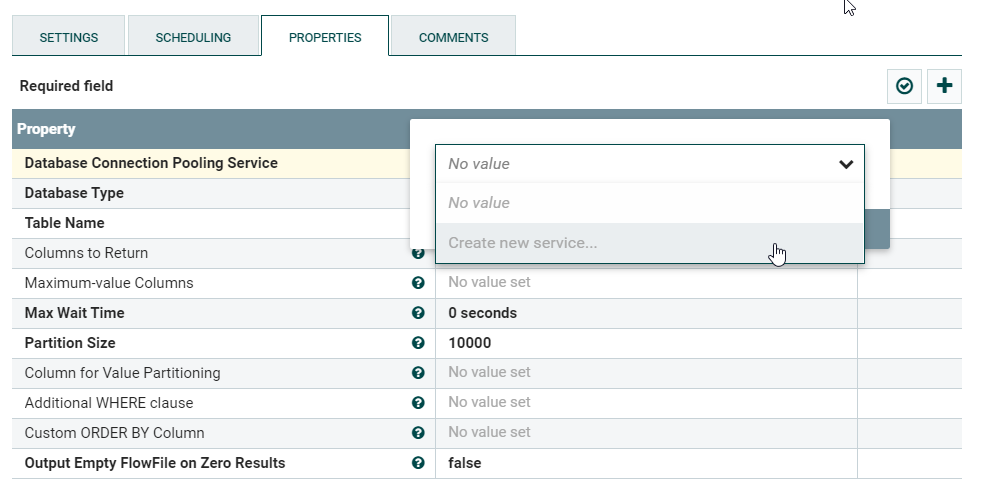 SETTINGS SCHEDULING PROPERTIES COMMENTS
Required field
Property
Database Connection Pooling Service No value
Database Type No value
Table Name
Columns to Return Create new service...
Maximum-value Columns No value set
Max Wait Time 0 seconds
Partition Size 10000
Column for Value Partitioning No value set
Additional WHERE clause No value set
Custom ORDER BY Column No value set
Output Empty FlowFile on Zero Results false